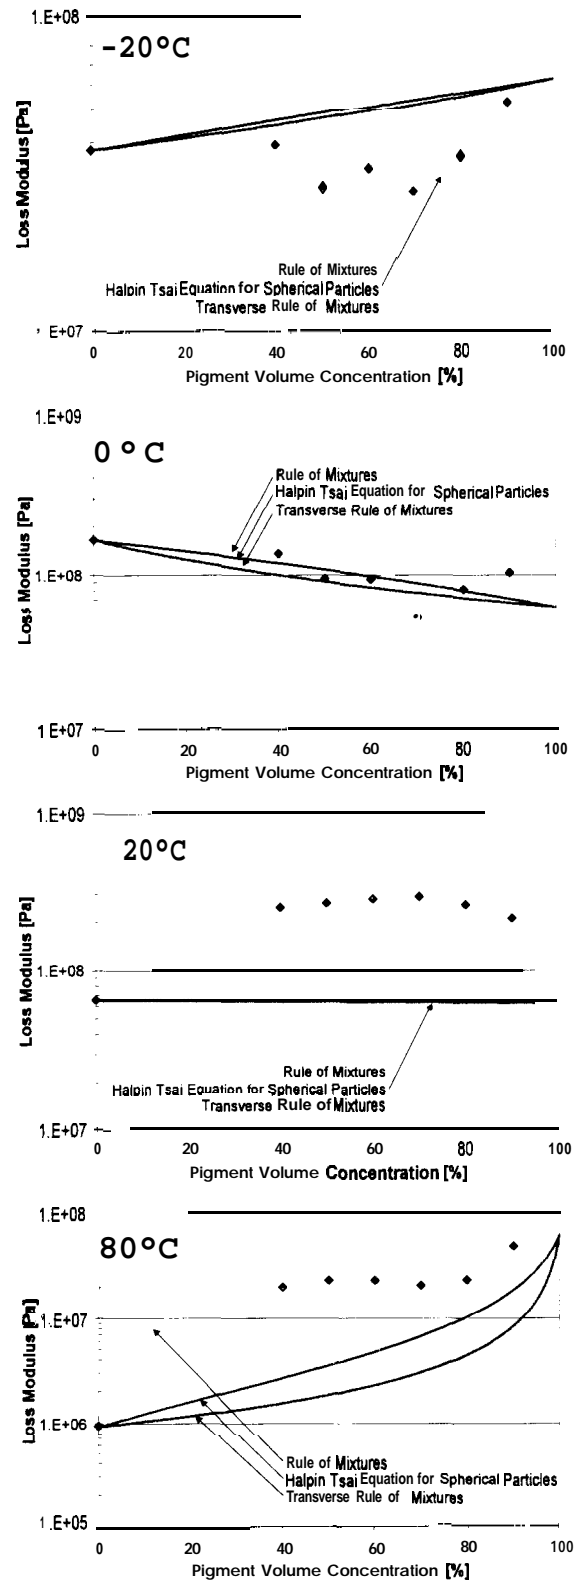 1.E+08
-20°C
Loss Modulus [Pa]
Rule of Mixtures
Halpin Tsai Equation for Spherical Particles
Transverse Rule of Mixtures
E+07
0 20 40 60 80 100
Pigment Volume Concentration [%]
1.E+09
0°C
Rule of Mixtures
Halpin Tsai Equation for Spherical Particles
Transverse Rule of Mixtures
Loss Modulus [Pa]
1.E+08
1 E+07
0 20 40 60 80 100
Pigment Volume Concentration [%]
1.E+09
20°C
Loss Modulus [Pa]
1.E+08
Rule of Mixtures
Halpin Tsai Equation for Spherical Particles
Transverse Rule of Mixtures
1.E+07
0 20 40 60 80 100
Pigment Volume Concentration [%]
1.E+08
80°C
Loss Modulus [Pa]
1.E+07
1.E+06
Rule of Mixtures
Halpin Tsai Equation for Spherical Particles
Transverse Rule of Mixtures
1.E+05
0 20 40 60 80 100
Pigment Volume Concentration [%]